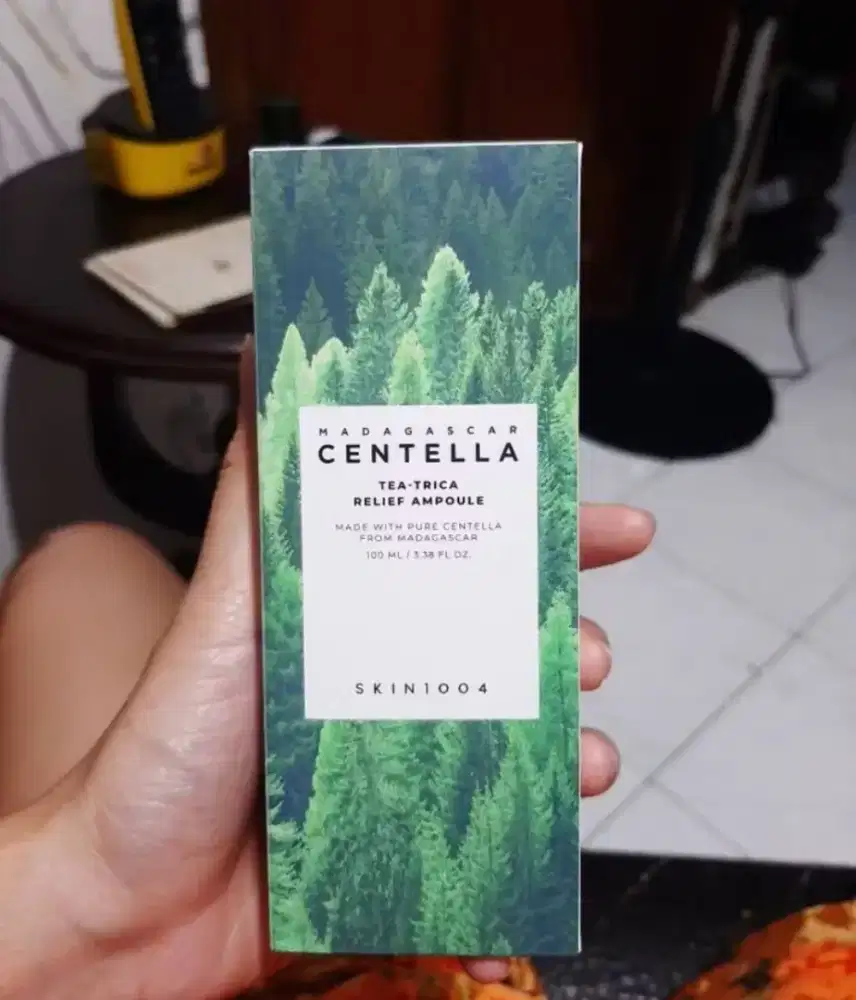 MADAGASCAR
CENTELLA
TEA-TRICA
RELIEF AMPOULE
MADE WITH PURE CENTELLA
FROM MADAGASCAR
100 ML / 3.38 FL.OZ.
SKIN1004